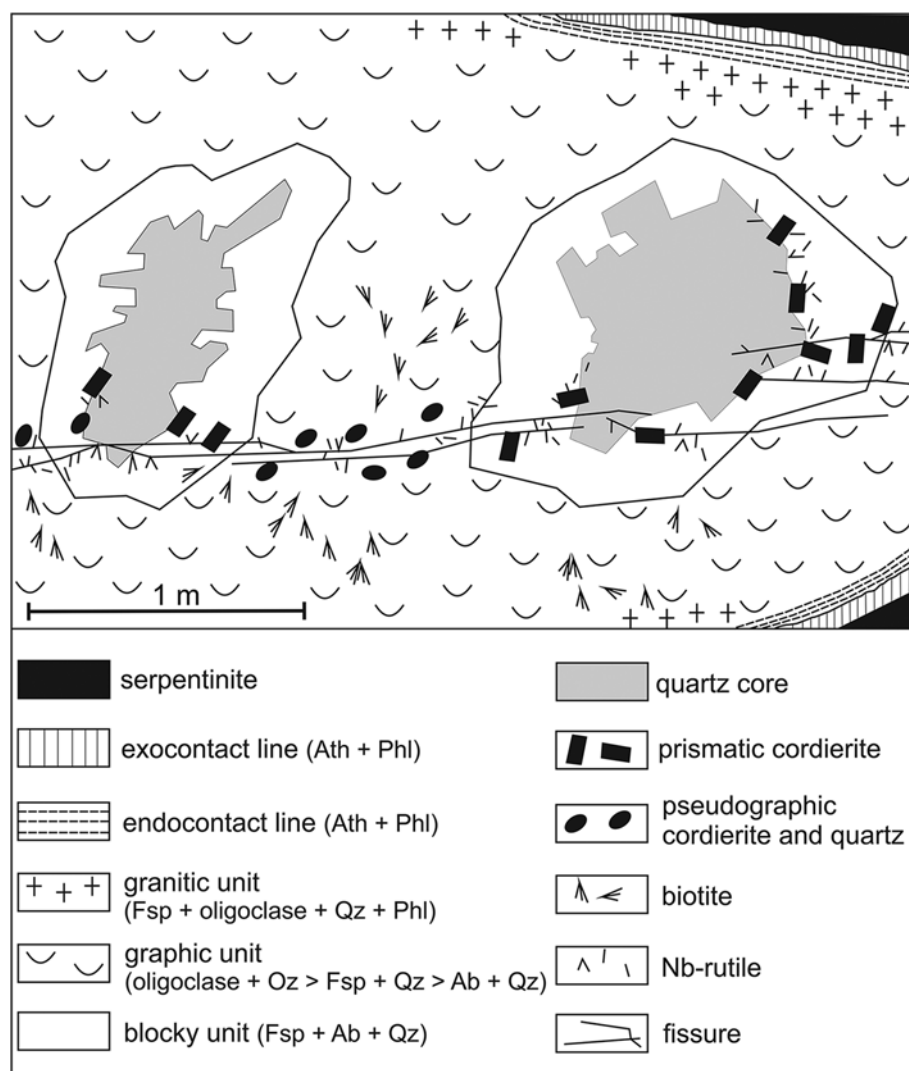 1 m
serpentinite
exocontact line (Ath + Phl)
endocontact line (Ath + Phl)
granitic unit
(Fsp + oligoclase + Qz + Phl)
graphic unit
(oligoclase + Oz > Fsp + Qz > Ab + Qz)
blocky unit (Fsp + Ab + Qz)
quartz core
prismatic cordierite
pseudographic
cordierite and quartz
biotite
Nb-rutile
fissure